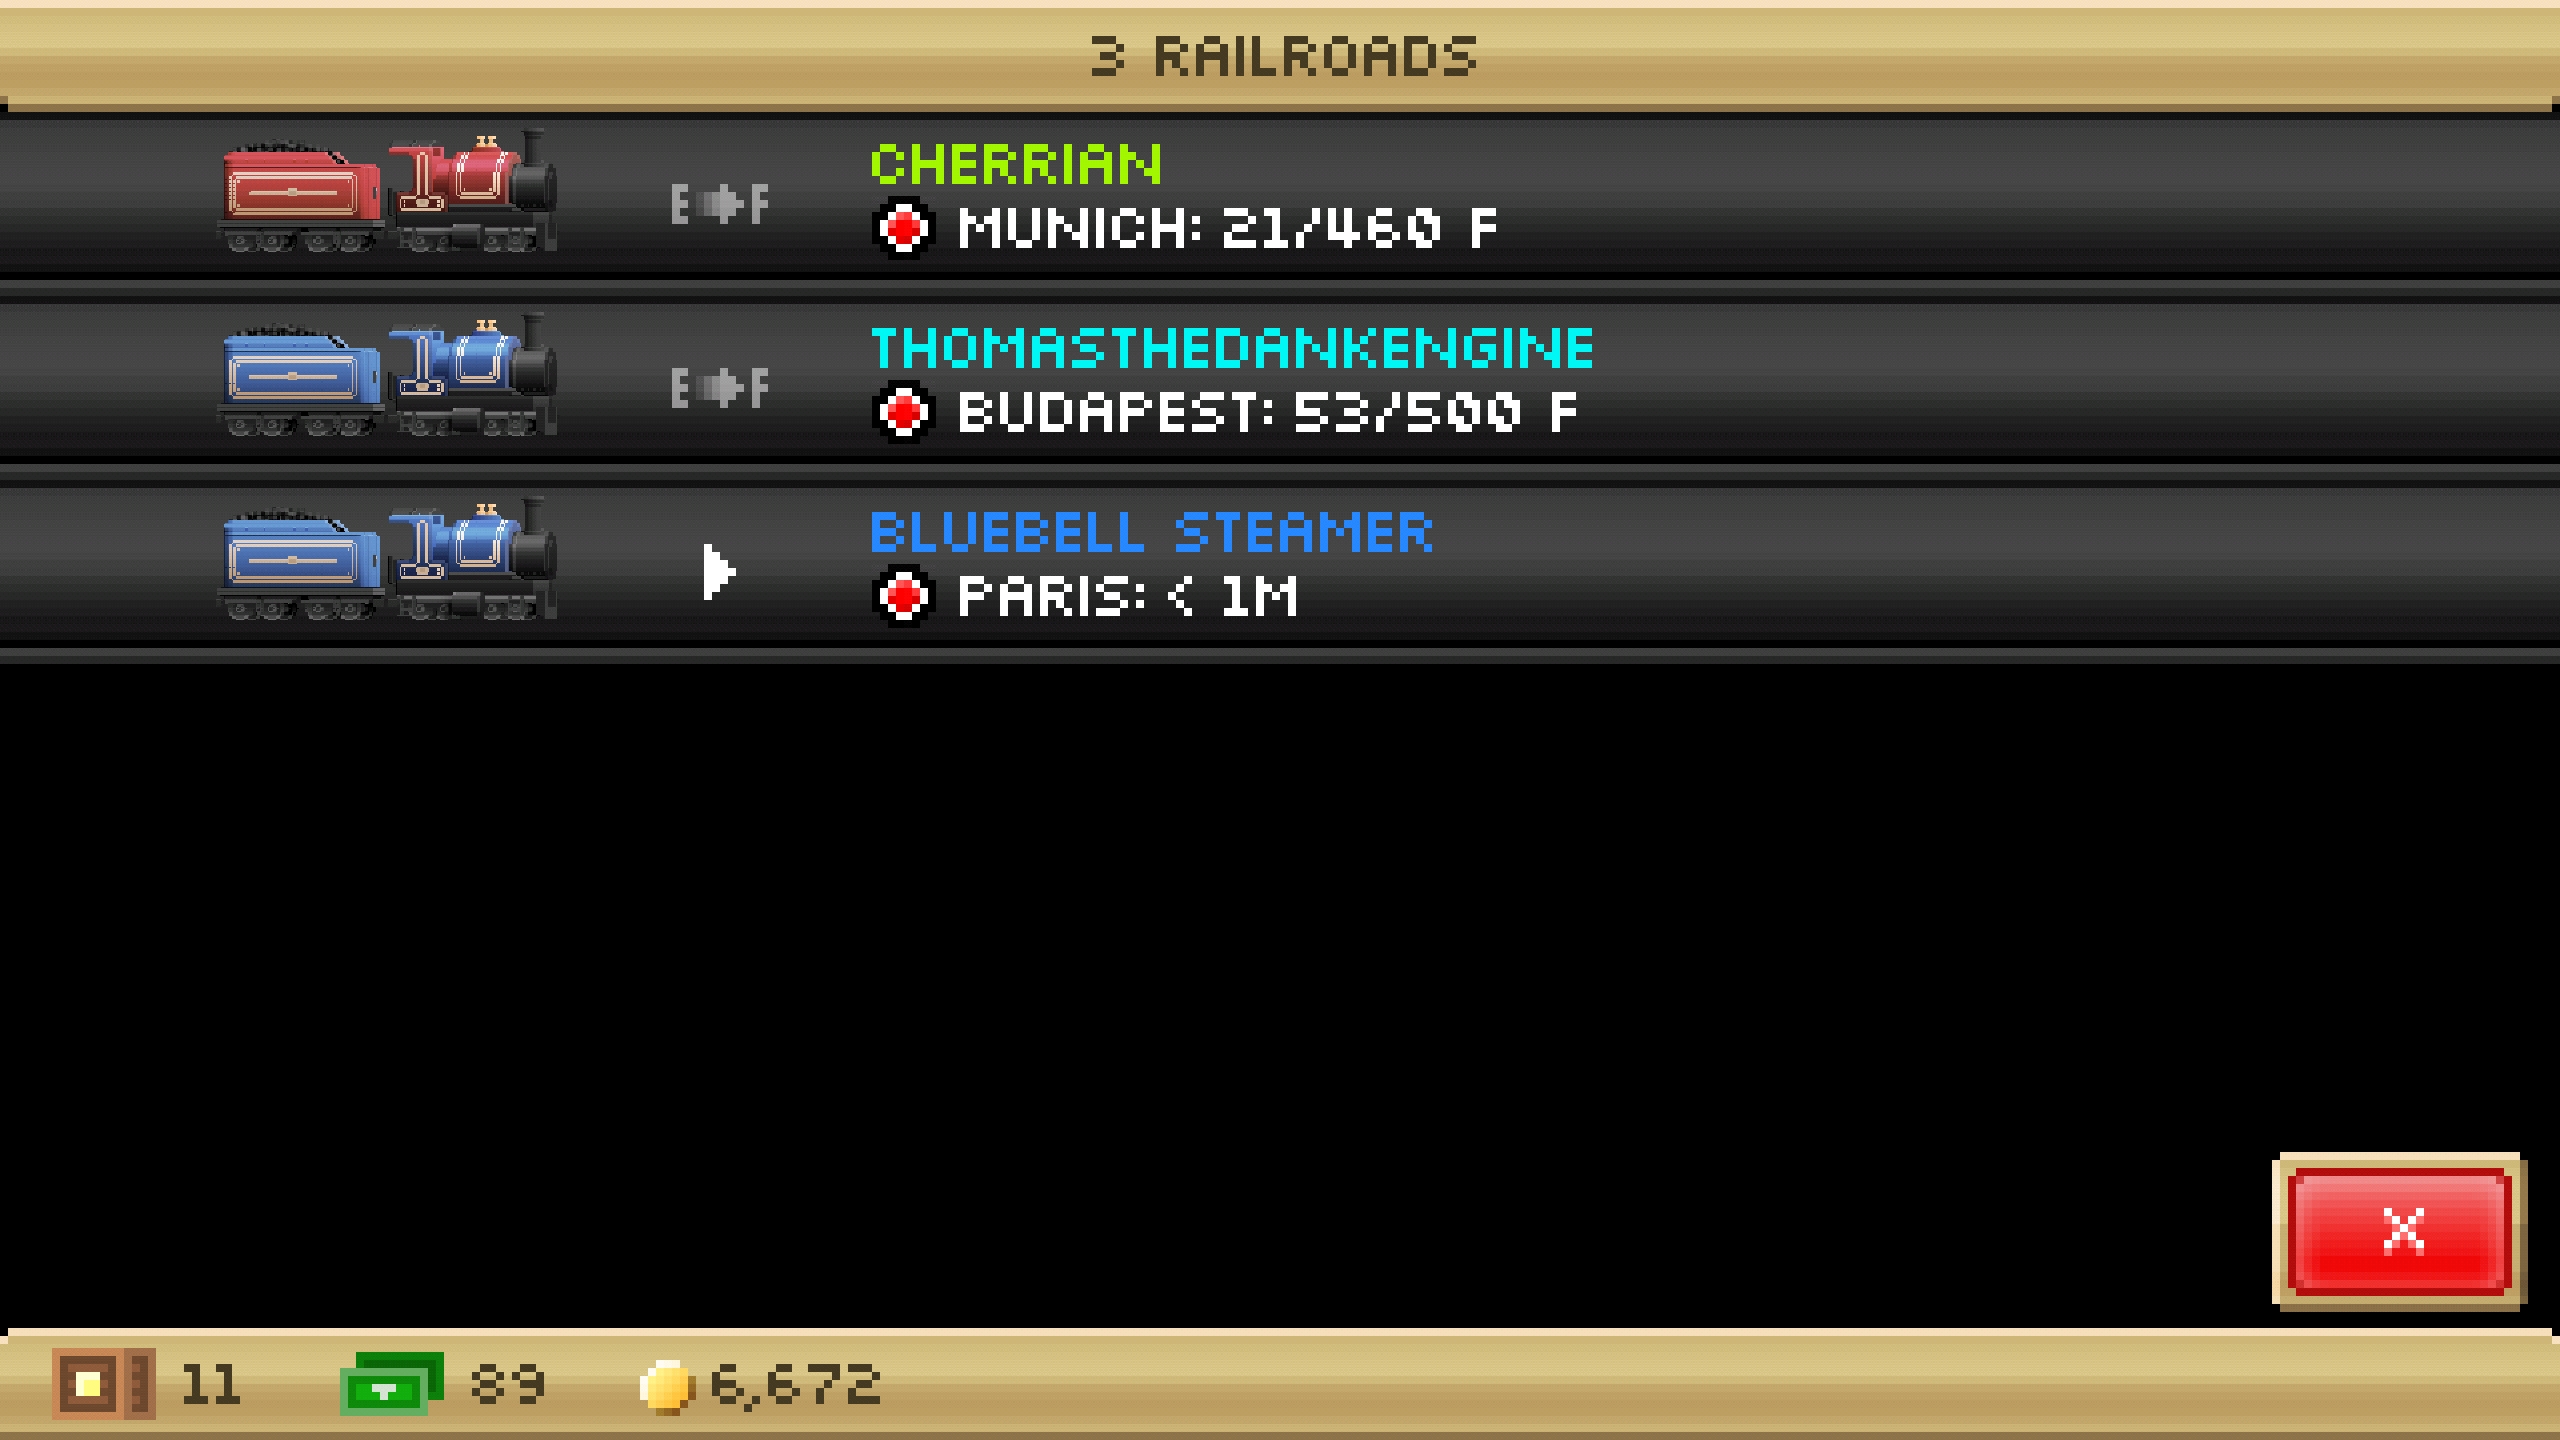 3 RAILROADS
E F
CHERRIAN
MUNICH: 21/460 F
E F
THOMASTHEDANKENGINE
BUDAPEST: 53/500 F
BLUEBELL STEAMER
PARIS: < 1M
X
11 89 6,672